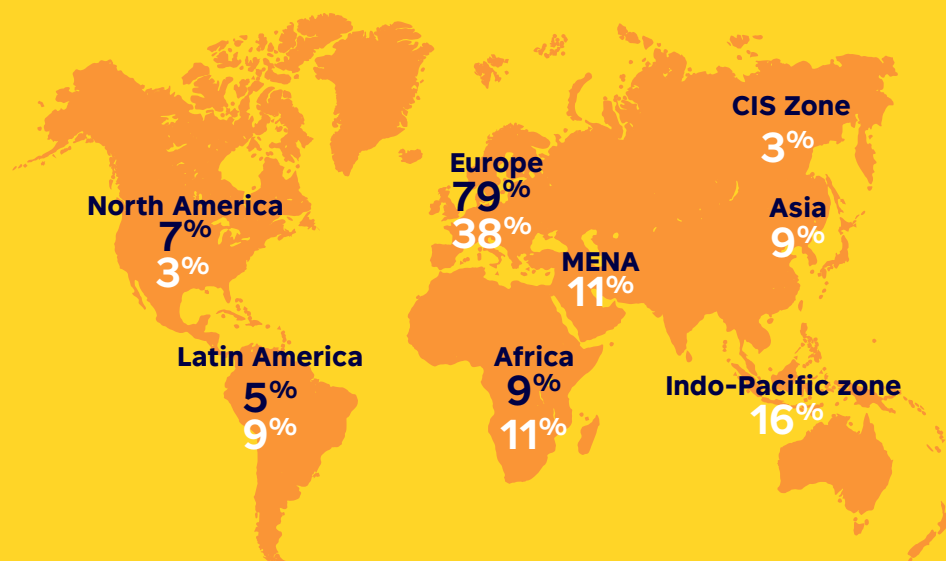 CIS Zone
3%
Europe
79%
38%
North America
7%
3%
Asia
9%
MENA
11%
Latin America
5%
9%
Africa
9%
11%
Indo-Pacific zone
16%